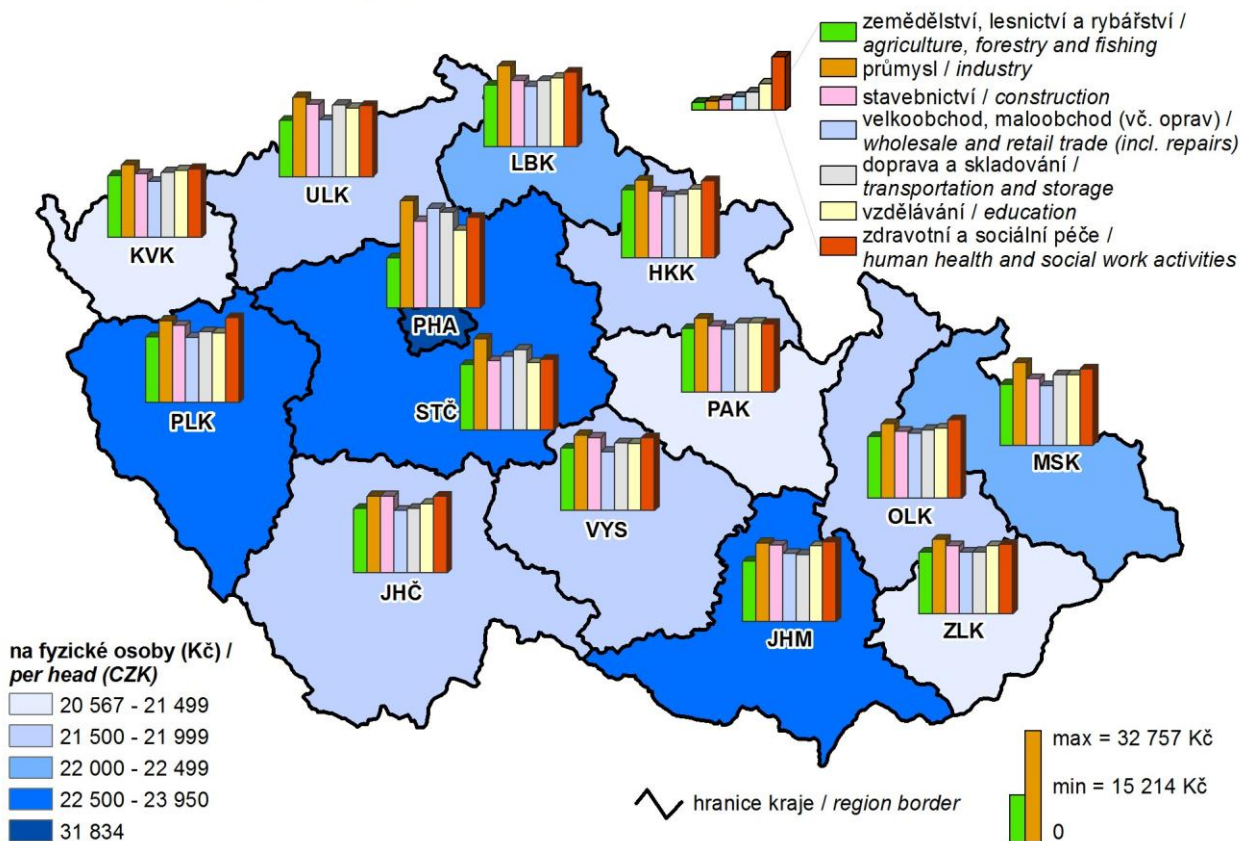 zemědělství, lesnictví a rybářství /
agriculture, forestry and fishing
průmysl / industry
stavebnictví / construction
velkoobchod, maloobchod (vč. oprav) /
wholesale and retail trade (incl. repairs)
doprava a skladování /
transportation and storage
vzdělávání / education
zdravotní a sociální péče /
human health and social work activities
LBK
ULK
KVK
HKK
PHA
PLK
STČ
PAK
MSK
OLK
VYS
JHČ
JHM
ZLK
na fyzické osoby (Kč) /
per head (CZK)
20 567 - 21 499
21 500 - 21 999
22 000 - 22 499
22 500 - 23 950
31 834
hranice kraje / region border
max = 32 757 Kč
min = 15 214 Kč
0